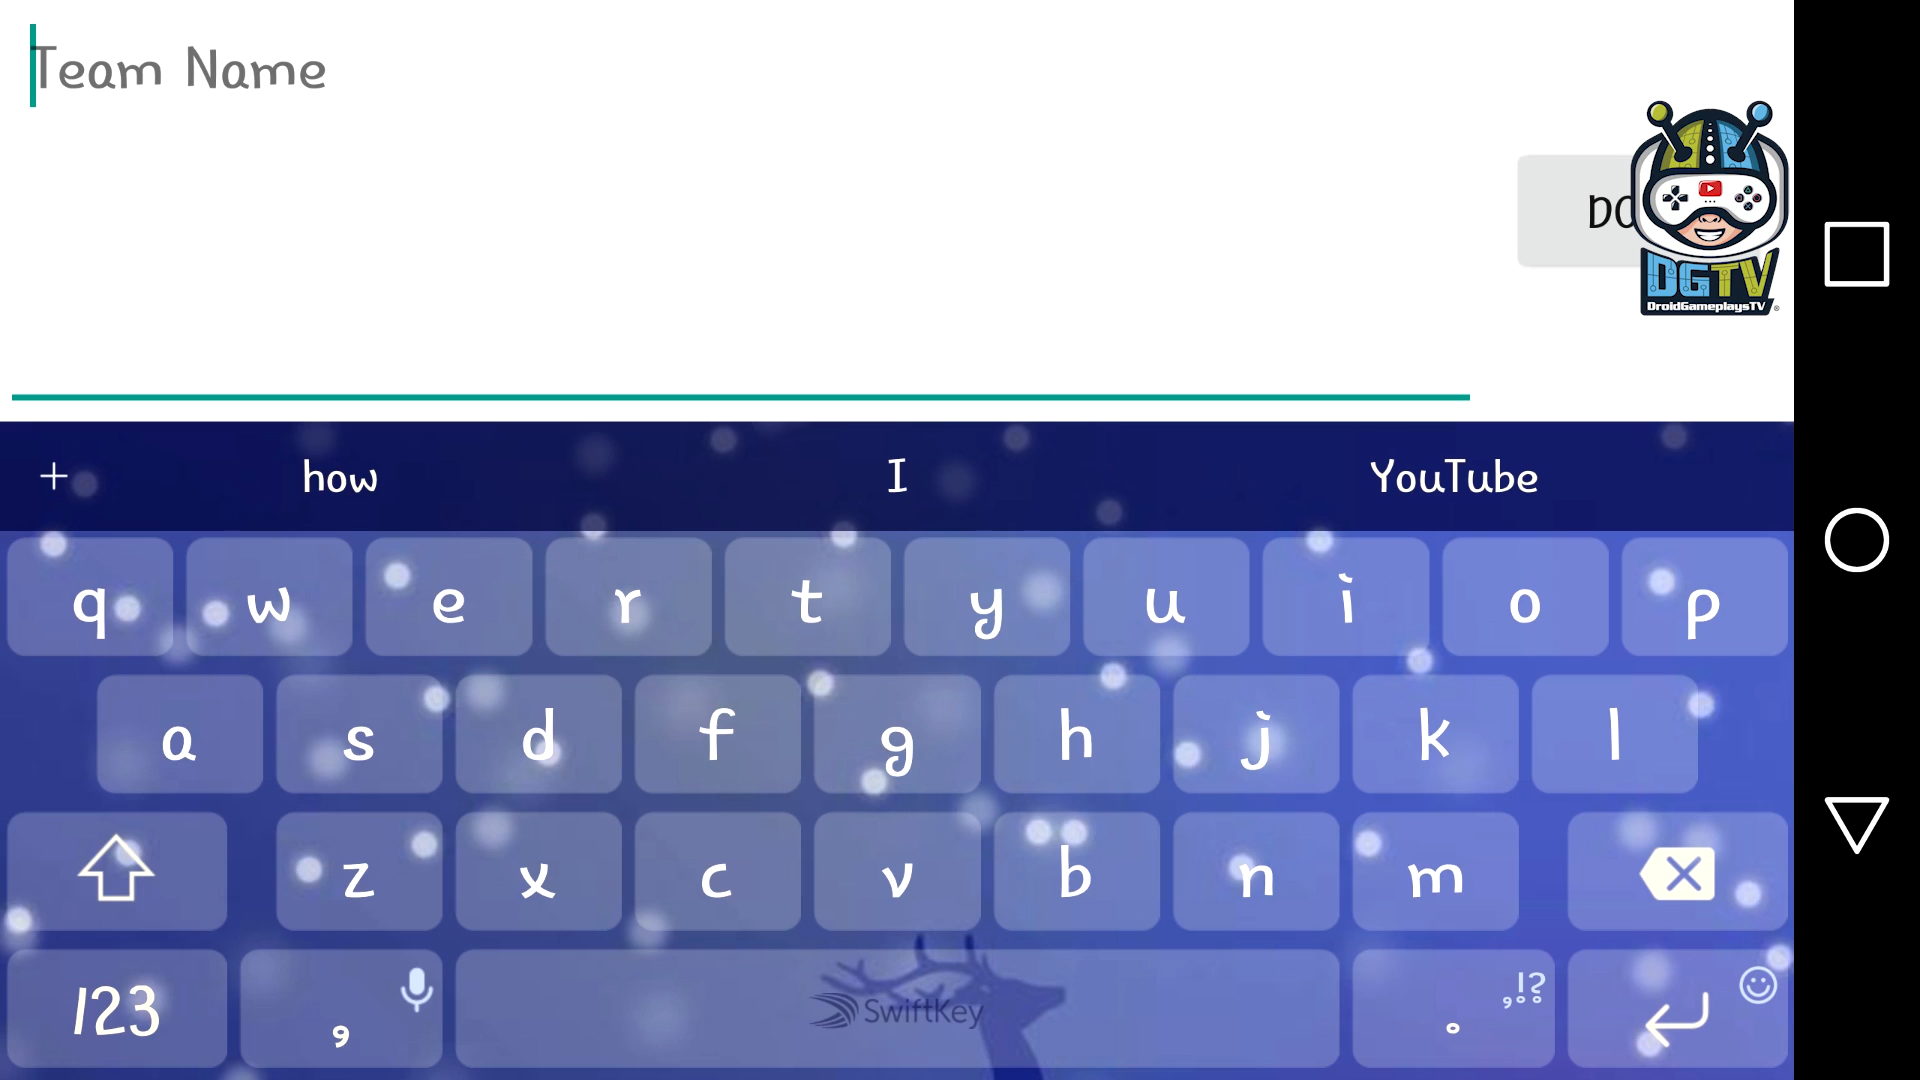 Team Name
DGTV
DroidGameplaysTV
how I YouTube
q w e r t y u i o p
a s d f g h j k l
z x c v b n m
123 , SwiftKey . ,!?